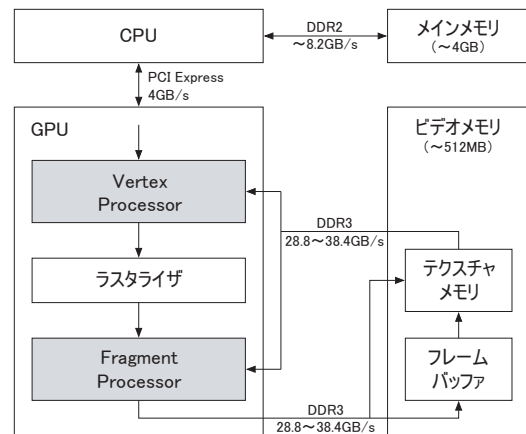 CPU
DDR2
～8.2GB/s
メインメモリ
(～4GB)
PCI Express
4GB/s
GPU
ビデオメモリ
(～512MB)
Vertex
Processor
DDR3
28.8～38.4GB/s
ラスタライザ
テクスチャ
メモリ
Fragment
Processor
フレーム
バッファ
DDR3
28.8～38.4GB/s